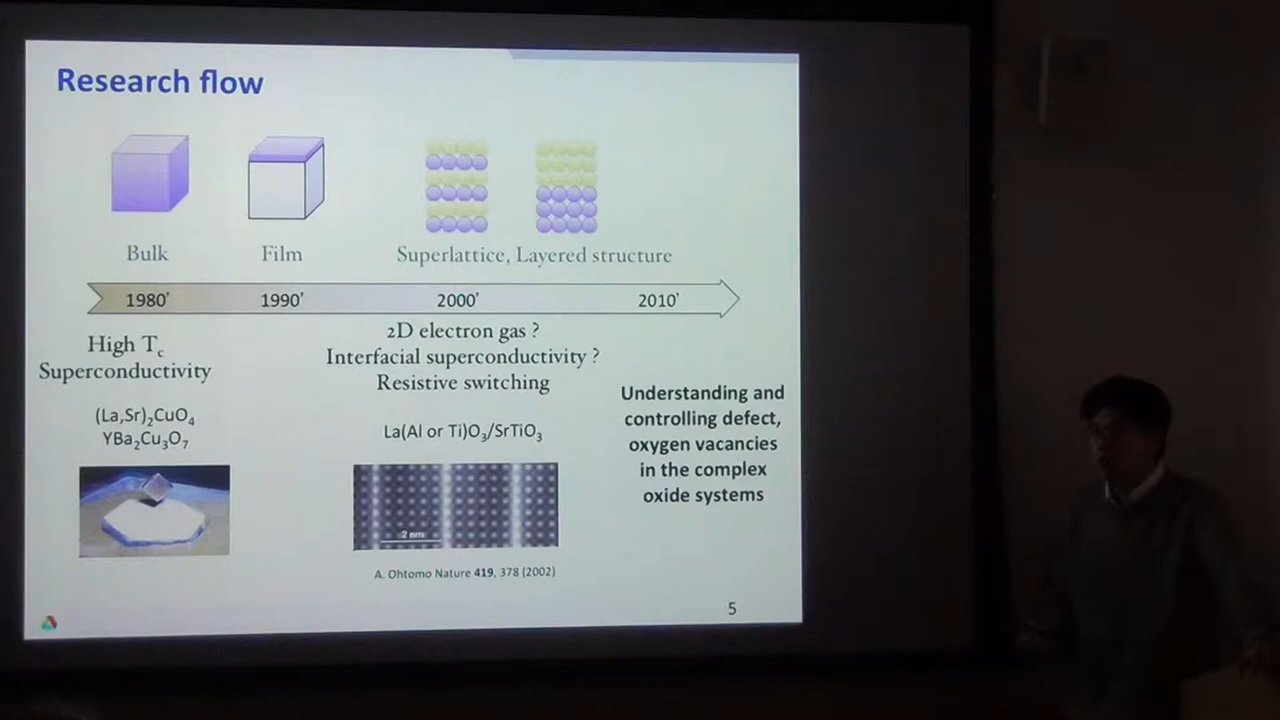 Research flow
Bulk
Film
Superlattice, Layered structure
1980’
1990’
2000’
2010’
High Tc
Superconductivity
(La,Sr)2CuO4
YBa2Cu3O7
2D electron gas ?
Interfacial superconductivity ?
Resistive switching
La(Al or Ti)O3/SrTiO3
2 nm
A. Ohtomo Nature 419, 378 (2002)
Understanding and
controlling defect,
oxygen vacancies
in the complex
oxide systems
5